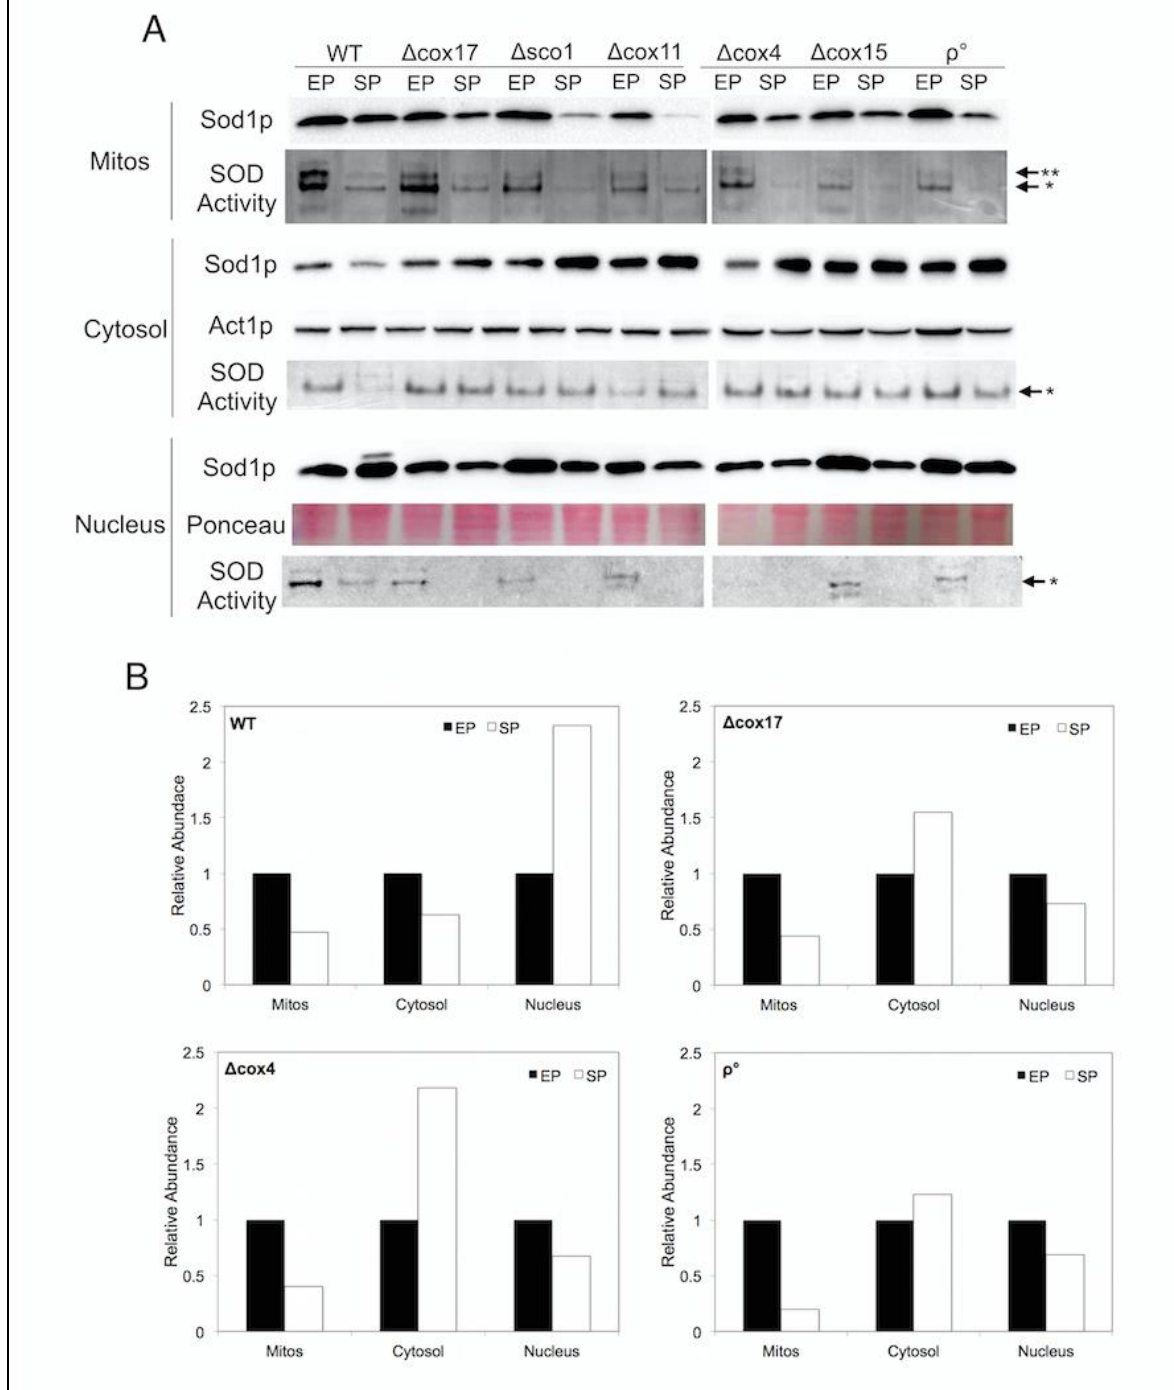 A
WT Δcox17 Δsco1 Δcox11 Δcox4 Δcox15 ρ°
EP SP EP SP EP SP EP SP EP SP EP SP EP SP
Mitos
Sod1p
SOD
Activity
**
*
Cytosol
Sod1p
Act1p
SOD
Activity
*
Nucleus
Sod1p
Ponceau
SOD
Activity
*
B
WT
EP SP
Relative Abundace
2.5
2
1.5
1
0.5
0
Mitos Cytosol Nucleus
Δcox17
EP SP
Relative Abundance
2.5
2
1.5
1
0.5
0
Mitos Cytosol Nucleus
Δcox4
EP SP
Relative Abundance
2.5
2
1.5
1
0.5
0
Mitos Cytosol Nucleus
ρ°
EP SP
Relative Abundance
2.5
2
1.5
1
0.5
0
Mitos Cytosol Nucleus